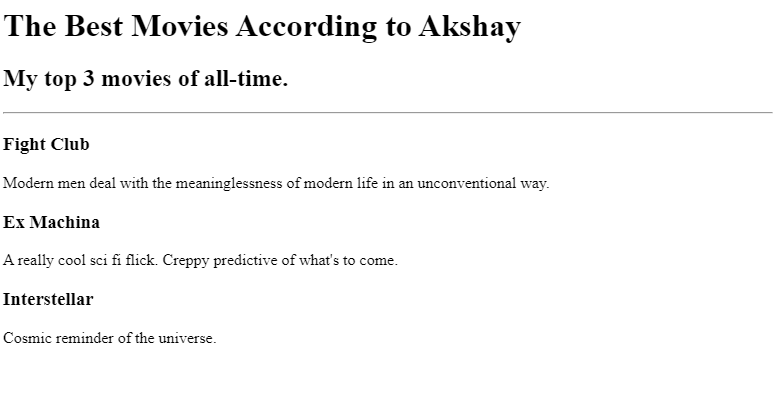 The Best Movies According to Akshay
My top 3 movies of all-time.
Fight Club
Modern men deal with the meaninglessness of modern life in an unconventional way.
Ex Machina
A really cool sci fi flick. Creppy predictive of what's to come.
Interstellar
Cosmic reminder of the universe.